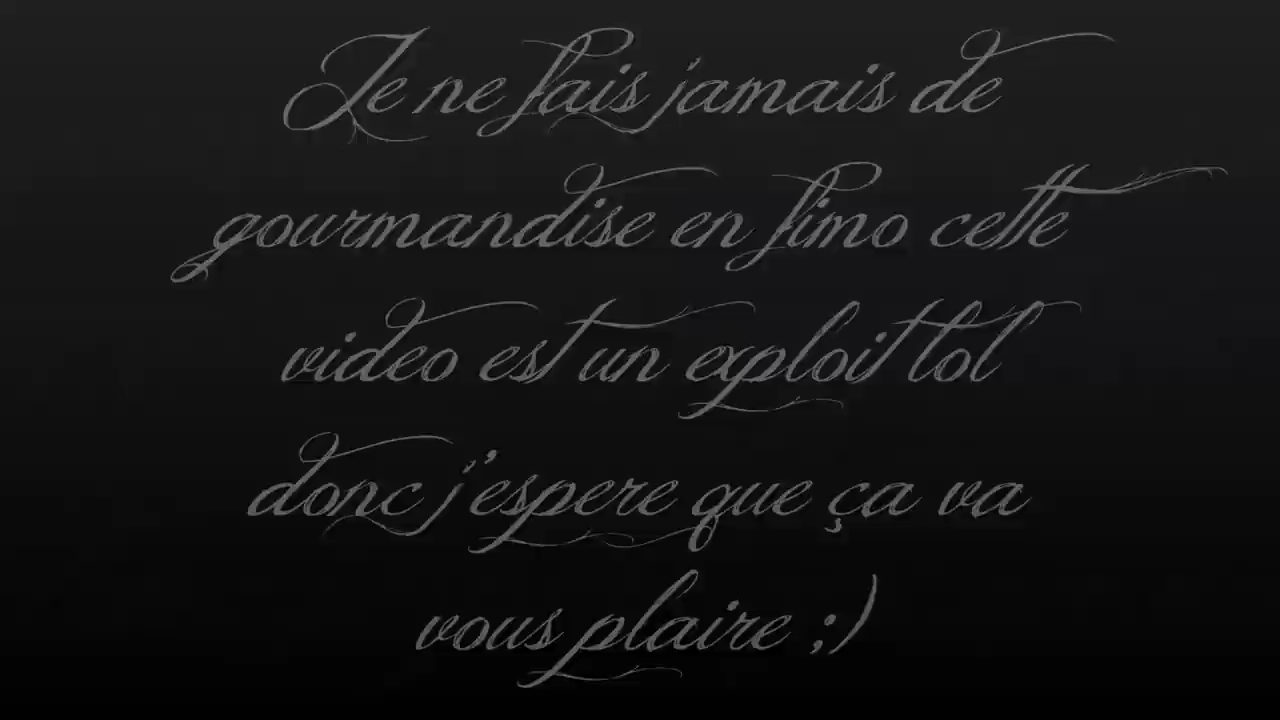 Je ne fais jamais de
gourmandise en fimo cette
video est un exploit lol
donc j'espere que ça va
vous plaire ;)